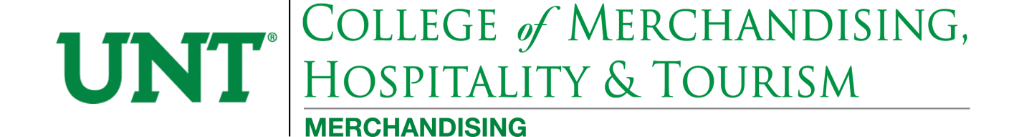 UNT®
COLLEGE of MERCHANDISING,
HOSPITALITY & TOURISM
MERCHANDISING